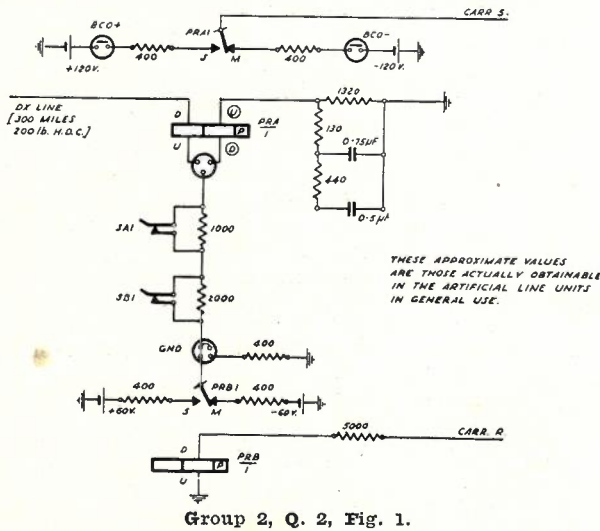 CARR S.
BCO+
PRA1
BCO-
400
S
M
400
+120V.
-120V.
DX LINE
[300 MILES
200 lb. H.D.C.]
D
U
P
PRA
1
U
D
1320
130
0·75µF
440
0·5µF
SA1
1000
SB1
2000
THESE APPROXIMATE VALUES
ARE THOSE ACTUALLY OBTAINABLE
IN THE ARTIFICIAL LINE UNITS
IN GENERAL USE.
GND
400
400
PRB1
400
+60V.
S
M
-60V.
5000
CARR. R
D
P
PRB
1
U
Group 2, Q. 2, Fig. 1.